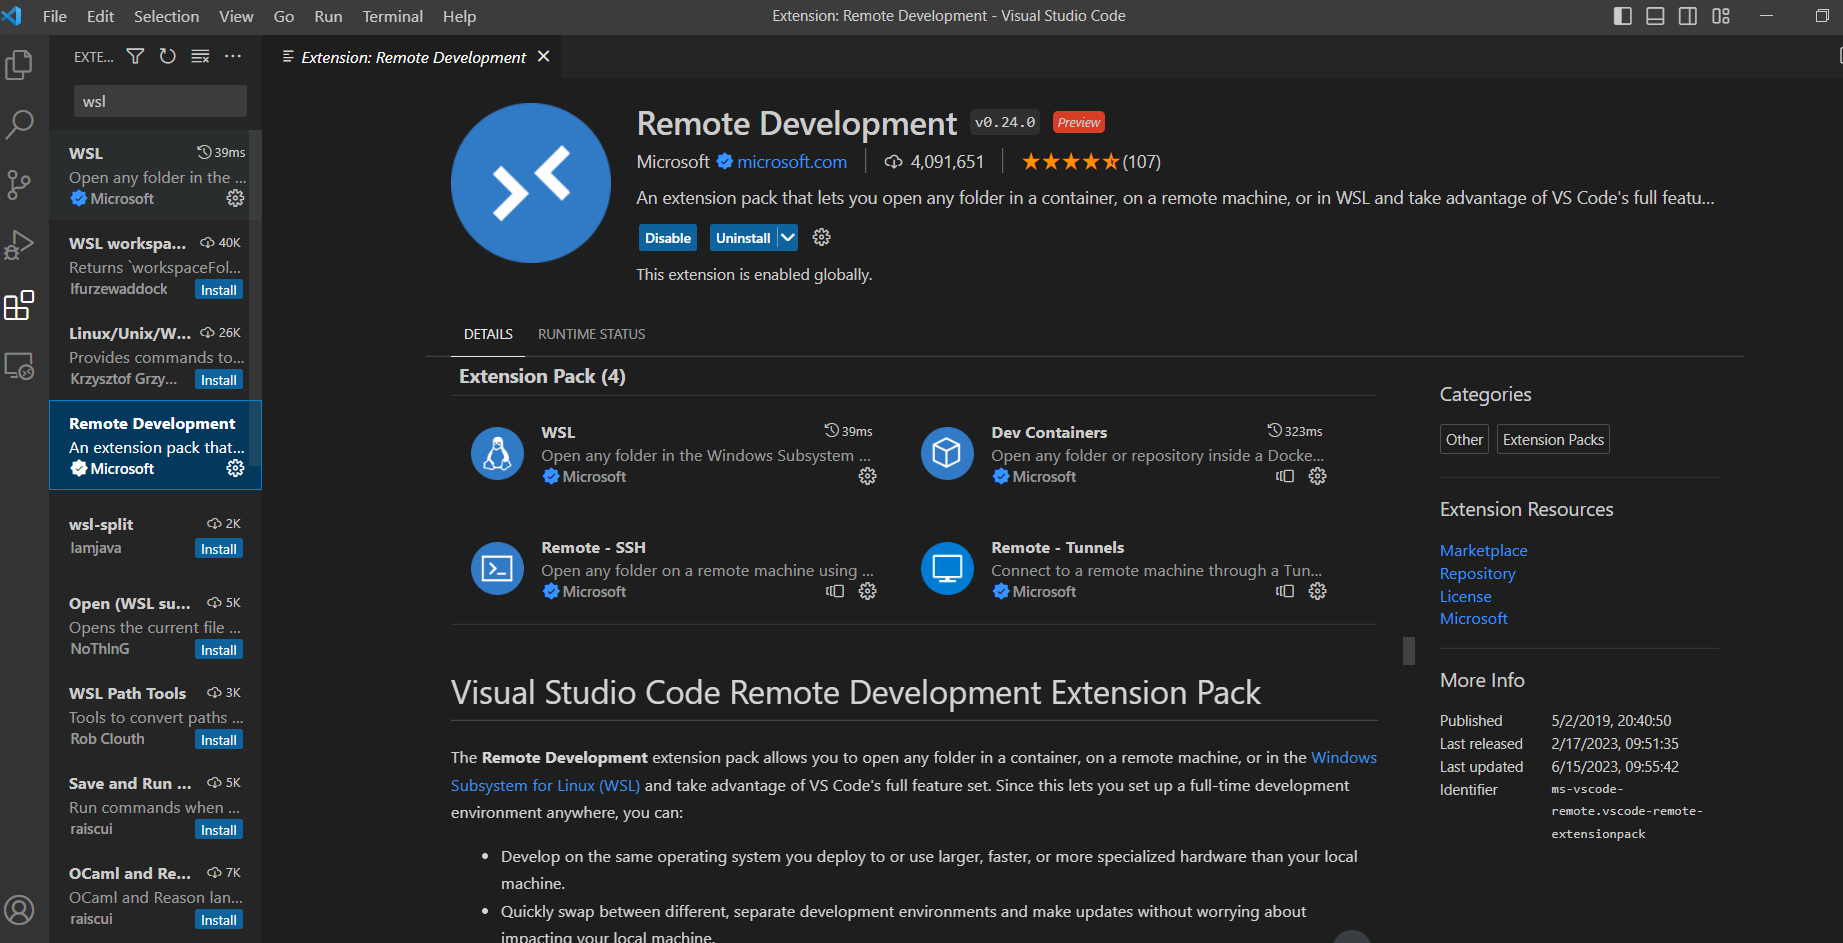 File Edit Selection View Go Run Terminal Help
Extension: Remote Development - Visual Studio Code
EXTE...
Extension: Remote Development
wsl
WSL 39ms
Open any folder in the ...
Microsoft
WSL workspa... 40K
Returns `workspaceFol...
lfurzewaddock Install
Linux/Unix/W... 26K
Provides commands to...
Krzysztof Grzy... Install
Remote Development
An extension pack that...
Microsoft
wsl-split 2K
Iamjava Install
Open (WSL su... 5K
Opens the current file ...
NoThInG Install
WSL Path Tools 3K
Tools to convert paths ...
Rob Clouth Install
Save and Run ... 5K
Run commands when ...
raiscui Install
OCaml and Re... 7K
OCaml and Reason lan...
raiscui Install
Remote Development v0.24.0 Preview
Microsoft microsoft.com 4,091,651 (107)
An extension pack that lets you open any folder in a container, on a remote machine, or in WSL and take advantage of VS Code's full featu...
Disable Uninstall
This extension is enabled globally.
DETAILS RUNTIME STATUS
Extension Pack (4)
WSL 39ms
Open any folder in the Windows Subsystem ...
Microsoft
Dev Containers 323ms
Open any folder or repository inside a Docke...
Microsoft
Remote - SSH
Open any folder on a remote machine using ...
Microsoft
Remote - Tunnels
Connect to a remote machine through a Tun...
Microsoft
Visual Studio Code Remote Development Extension Pack
The Remote Development extension pack allows you to open any folder in a container, on a remote machine, or in the Windows
Subsystem for Linux (WSL) and take advantage of VS Code's full feature set. Since this lets you set up a full-time development
environment anywhere, you can:
• Develop on the same operating system you deploy to or use larger, faster, or more specialized hardware than your local
machine.
• Quickly swap between different, separate development environments and make updates without worrying about
impacting your local machine.
Categories
Other Extension Packs
Extension Resources
Marketplace
Repository
License
Microsoft
More Info
Published 5/2/2019, 20:40:50
Last released 2/17/2023, 09:51:35
Last updated 6/15/2023, 09:55:42
Identifier ms-vscode-
remote.vscode-remote-
extensionpack